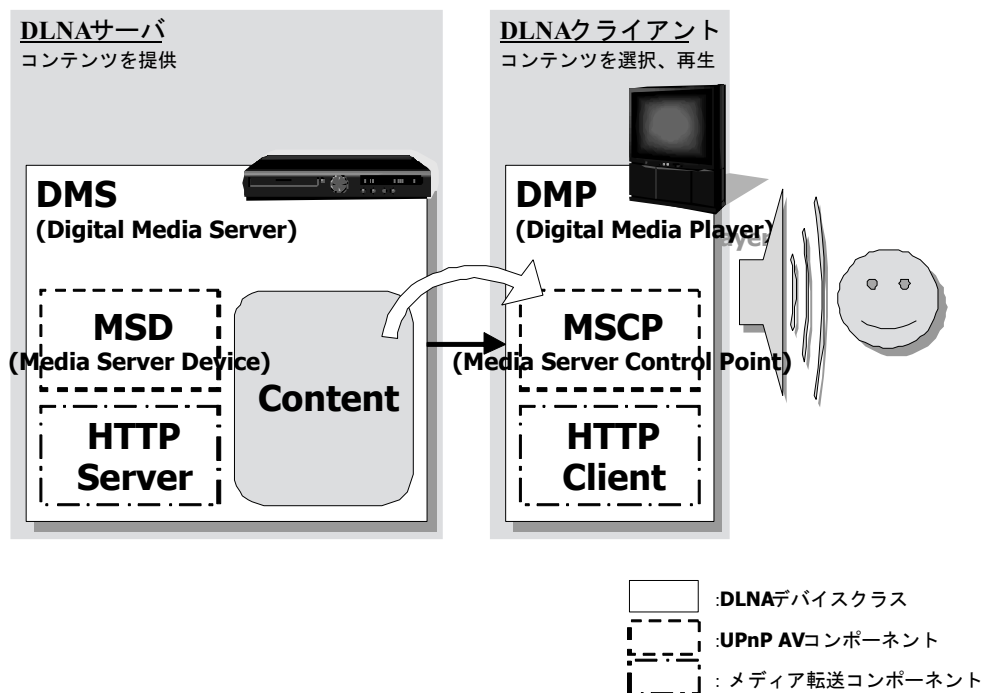 DLNAサーバ
コンテンツを提供
DMS
(Digital Media Server)
MSD
(Media Server Device)
HTTP
Server
Content
DLNAクライアント
コンテンツを選択、再生
DMP
(Digital Media Player)
MSCP
(Media Server Control Point)
HTTP
Client
:DLNAデバイスクラス
:UPnP AVコンポーネント
: メディア転送コンポーネント